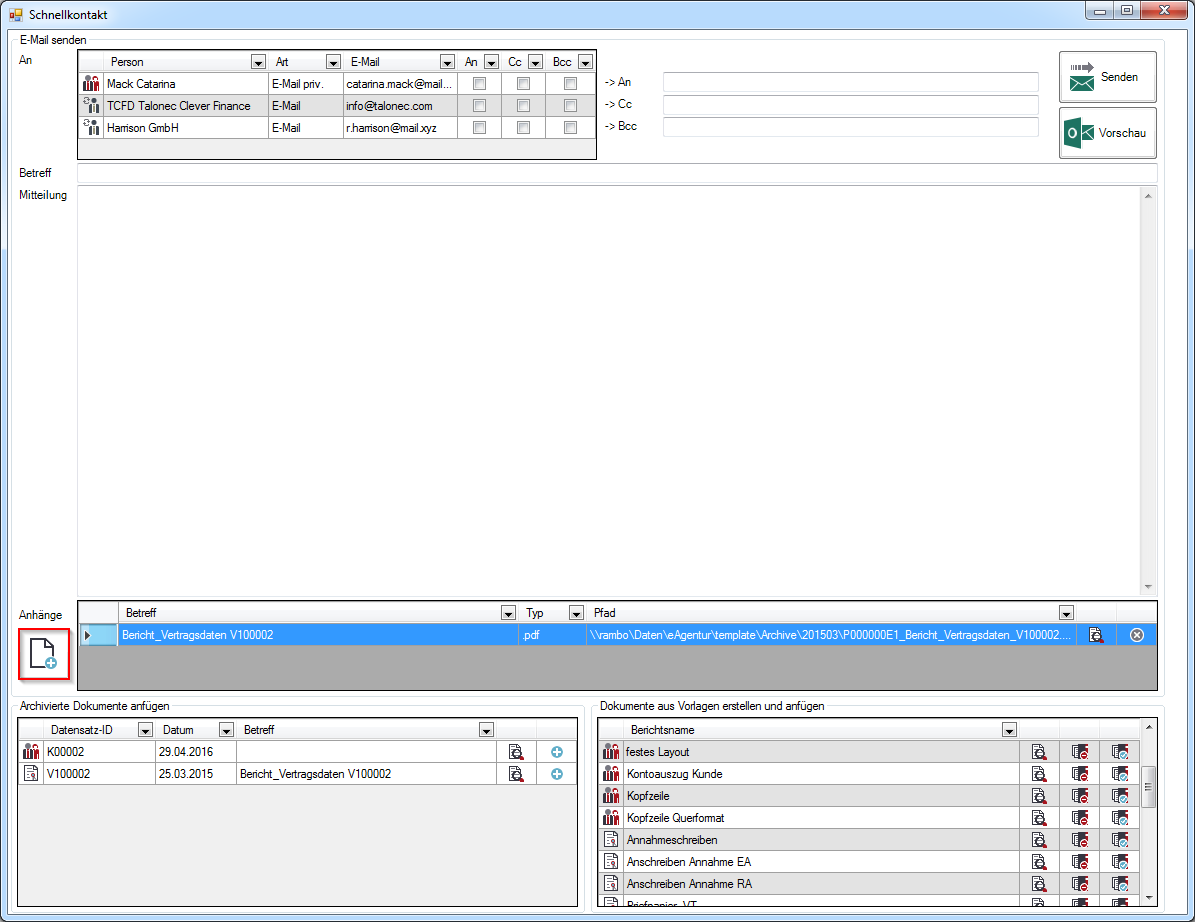 Schnellkontakt
E-Mail senden
An
Person Art E-Mail An Cc Bcc
Mack Catarina E-Mail priv. catarina.mack@mail...
TCFD Talonec Clever Finance E-Mail info@talonec.com
Harrison GmbH E-Mail r.harrison@mail.xyz
-> An
-> Cc
-> Bcc
Senden
Vorschau
Betreff
Mitteilung
Anhänge
Betreff Typ Pfad
Bericht_Vertragsdaten V100002 .pdf \\rambo\Daten\eAgentur\template\Archive\201503\P000000E1_Bericht_Vertragsdaten_V100002....
Archivierte Dokumente anfügen
Datensatz-ID Datum Betreff
K00002 29.04.2016
V100002 25.03.2015 Bericht_Vertragsdaten V100002
Dokumente aus Vorlagen erstellen und anfügen
Berichtsname
festes Layout
Kontoauszug Kunde
Kopfzeile
Kopfzeile Querformat
Annahmeschreiben
Anschreiben Annahme EA
Anschreiben Annahme RA
Briefpapier_VT